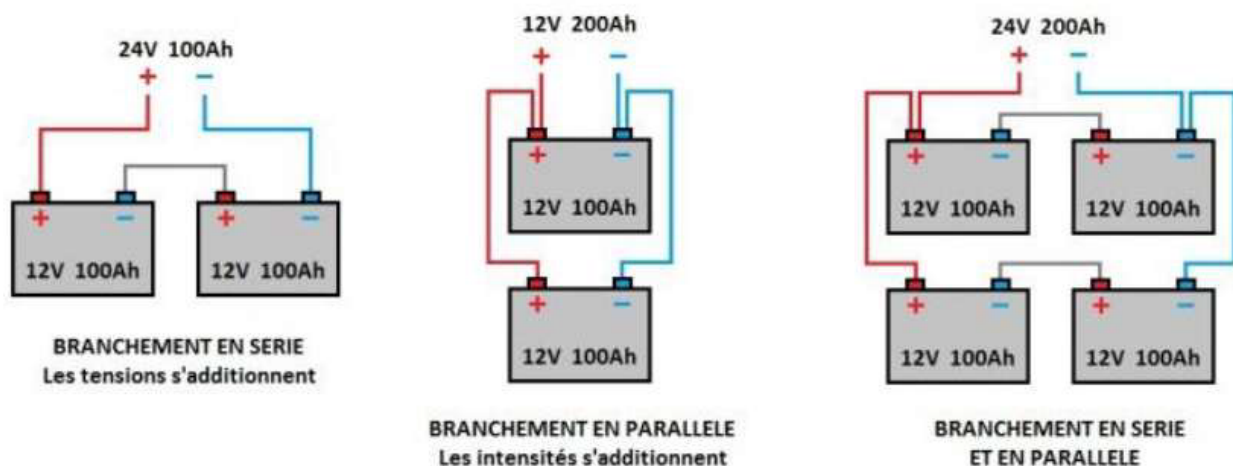 24V 100Ah
+ −
+ − + −
12V 100Ah 12V 100Ah
BRANCHEMENT EN SERIE
Les tensions s'additionnent
12V 200Ah
+ −
+ −
12V 100Ah
+ −
12V 100Ah
BRANCHEMENT EN PARALLELE
Les intensités s'additionnent
24V 200Ah
+ −
+ − + −
12V 100Ah 12V 100Ah
+ − + −
12V 100Ah 12V 100Ah
BRANCHEMENT EN SERIE
ET EN PARALLELE